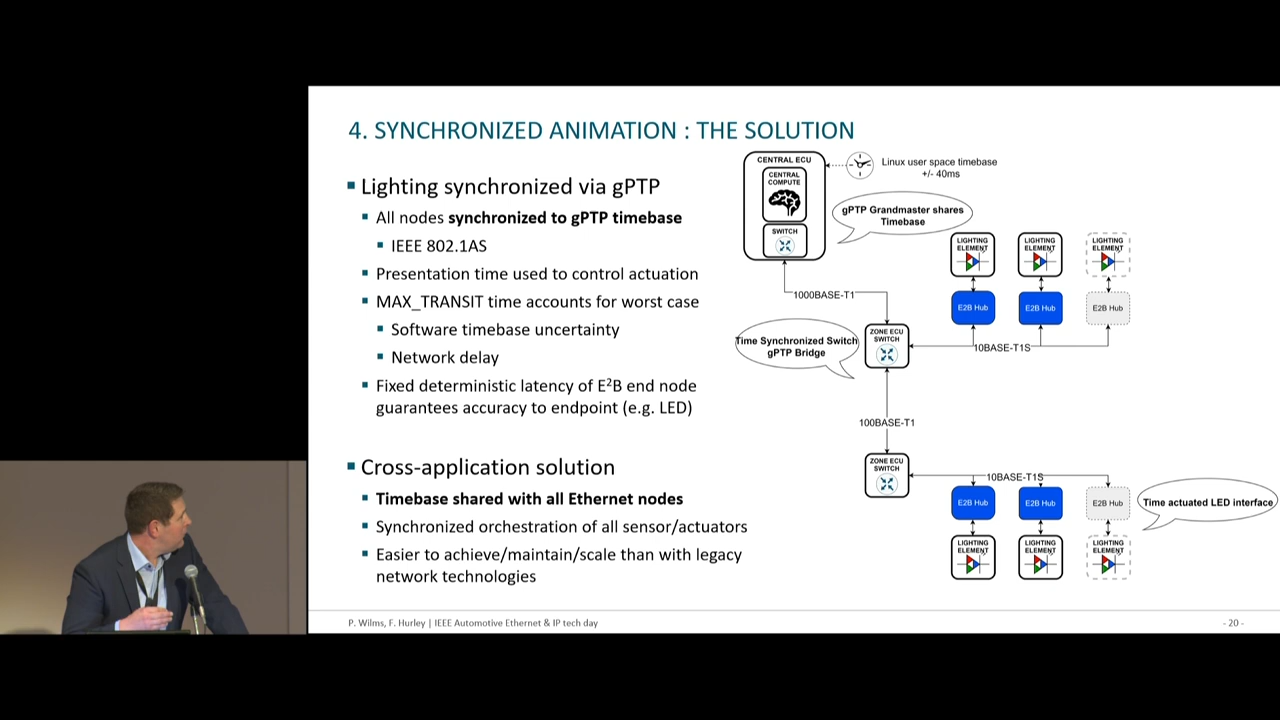 4. SYNCHRONIZED ANIMATION : THE SOLUTION
Lighting synchronized via gPTP
All nodes synchronized to gPTP timebase
IEEE 802.1AS
Presentation time used to control actuation
MAX_TRANSIT time accounts for worst case
Software timebase uncertainty
Network delay
Fixed deterministic latency of E²B end node
guarantees accuracy to endpoint (e.g. LED)
Cross-application solution
Timebase shared with all Ethernet nodes
Synchronized orchestration of all sensor/actuators
Easier to achieve/maintain/scale than with legacy
network technologies
CENTRAL ECU
CENTRAL
COMPUTE
SWITCH
Linux user space timebase
+/- 40ms
gPTP Grandmaster shares
Timebase
1000BASE-T1
LIGHTING
ELEMENT
LIGHTING
ELEMENT
LIGHTING
ELEMENT
E2B Hub
E2B Hub
E2B Hub
Time Synchronized Switch
gPTP Bridge
ZONE ECU
SWITCH
10BASE-T1S
100BASE-T1
ZONE ECU
SWITCH
10BASE-T1S
E2B Hub
E2B Hub
E2B Hub
Time actuated LED interface
LIGHTING
ELEMENT
LIGHTING
ELEMENT
LIGHTING
ELEMENT
P. Wilms, F. Hurley | IEEE Automotive Ethernet & IP tech day
- 20 -